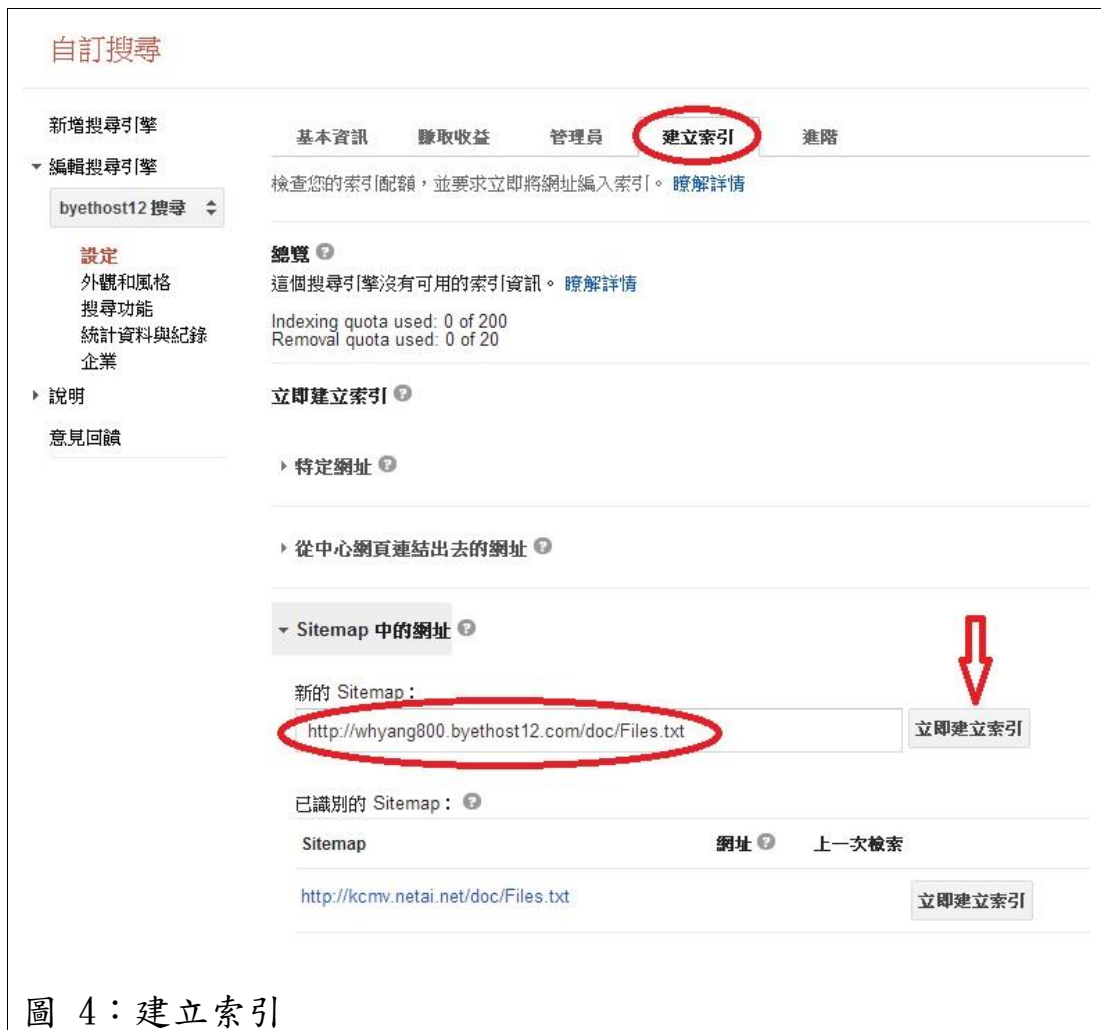 自訂搜尋
新增搜尋引擎
編輯搜尋引擎
byethost12 搜尋
設定
外觀和風格
搜尋功能
統計資料與紀錄
企業
說明
意見回饋
基本資訊 賺取收益 管理員 建立索引 進階
檢查您的索引配額，並要求立即將網址編入索引。 瞭解詳情
總覽
這個搜尋引擎沒有可用的索引資訊。 瞭解詳情
Indexing quota used: 0 of 200
Removal quota used: 0 of 20
立即建立索引
特定網址
從中心網頁連結出去的網址
Sitemap 中的網址
新的 Sitemap：
http://whyang800.byethost12.com/doc/Files.txt 立即建立索引
已識別的 Sitemap：
Sitemap 網址 上一次檢索
http://kcmv.netai.net/doc/Files.txt 立即建立索引
圖 4：建立索引